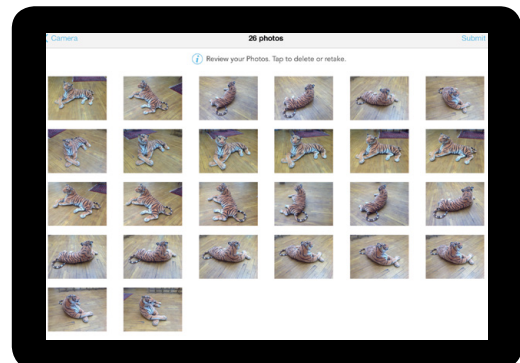 Camera
26 photos
Submit
i Review your Photos. Tap to delete or retake.